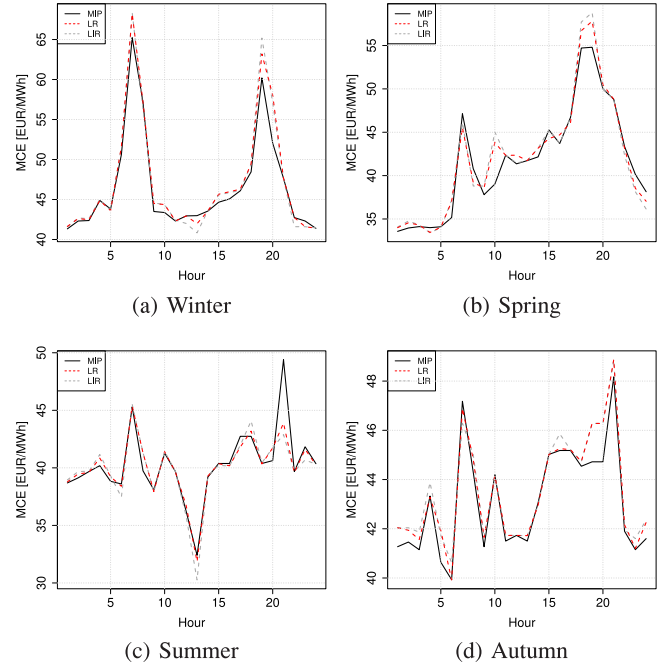 MIP
LR
LIR
MCE [EUR/MWh]
40 45 50 55 60 65
5 10 15 20
Hour
(a) Winter
MIP
LR
LIR
MCE [EUR/MWh]
35 40 45 50 55
5 10 15 20
Hour
(b) Spring
MIP
LR
LIR
MCE [EUR/MWh]
30 35 40 45 50
5 10 15 20
Hour
(c) Summer
MIP
LR
LIR
MCE [EUR/MWh]
40 42 44 46 48
5 10 15 20
Hour
(d) Autumn